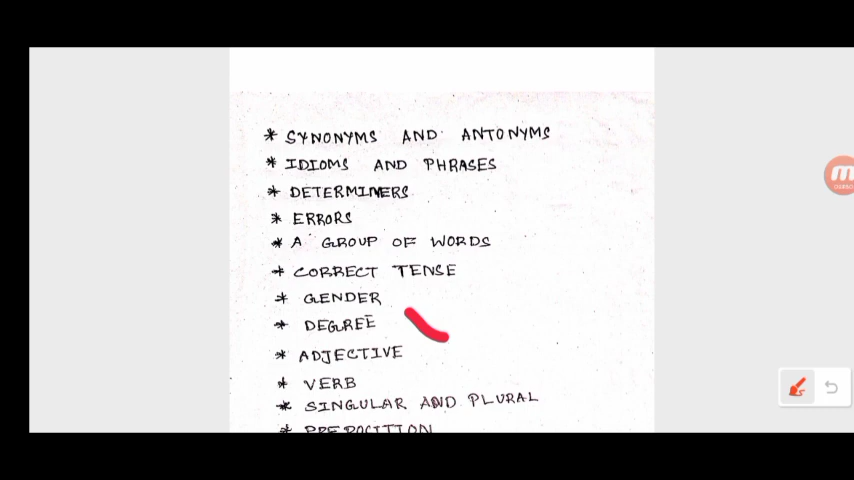 * SYNONYMS AND ANTONYMS
* IDIOMS AND PHRASES
* DETERMINERS
* ERRORS
* A GROUP OF WORDS
* CORRECT TENSE
* GENDER
* DEGREE
* ADJECTIVE
* VERB
* SINGULAR AND PLURAL
* PREPOSITION